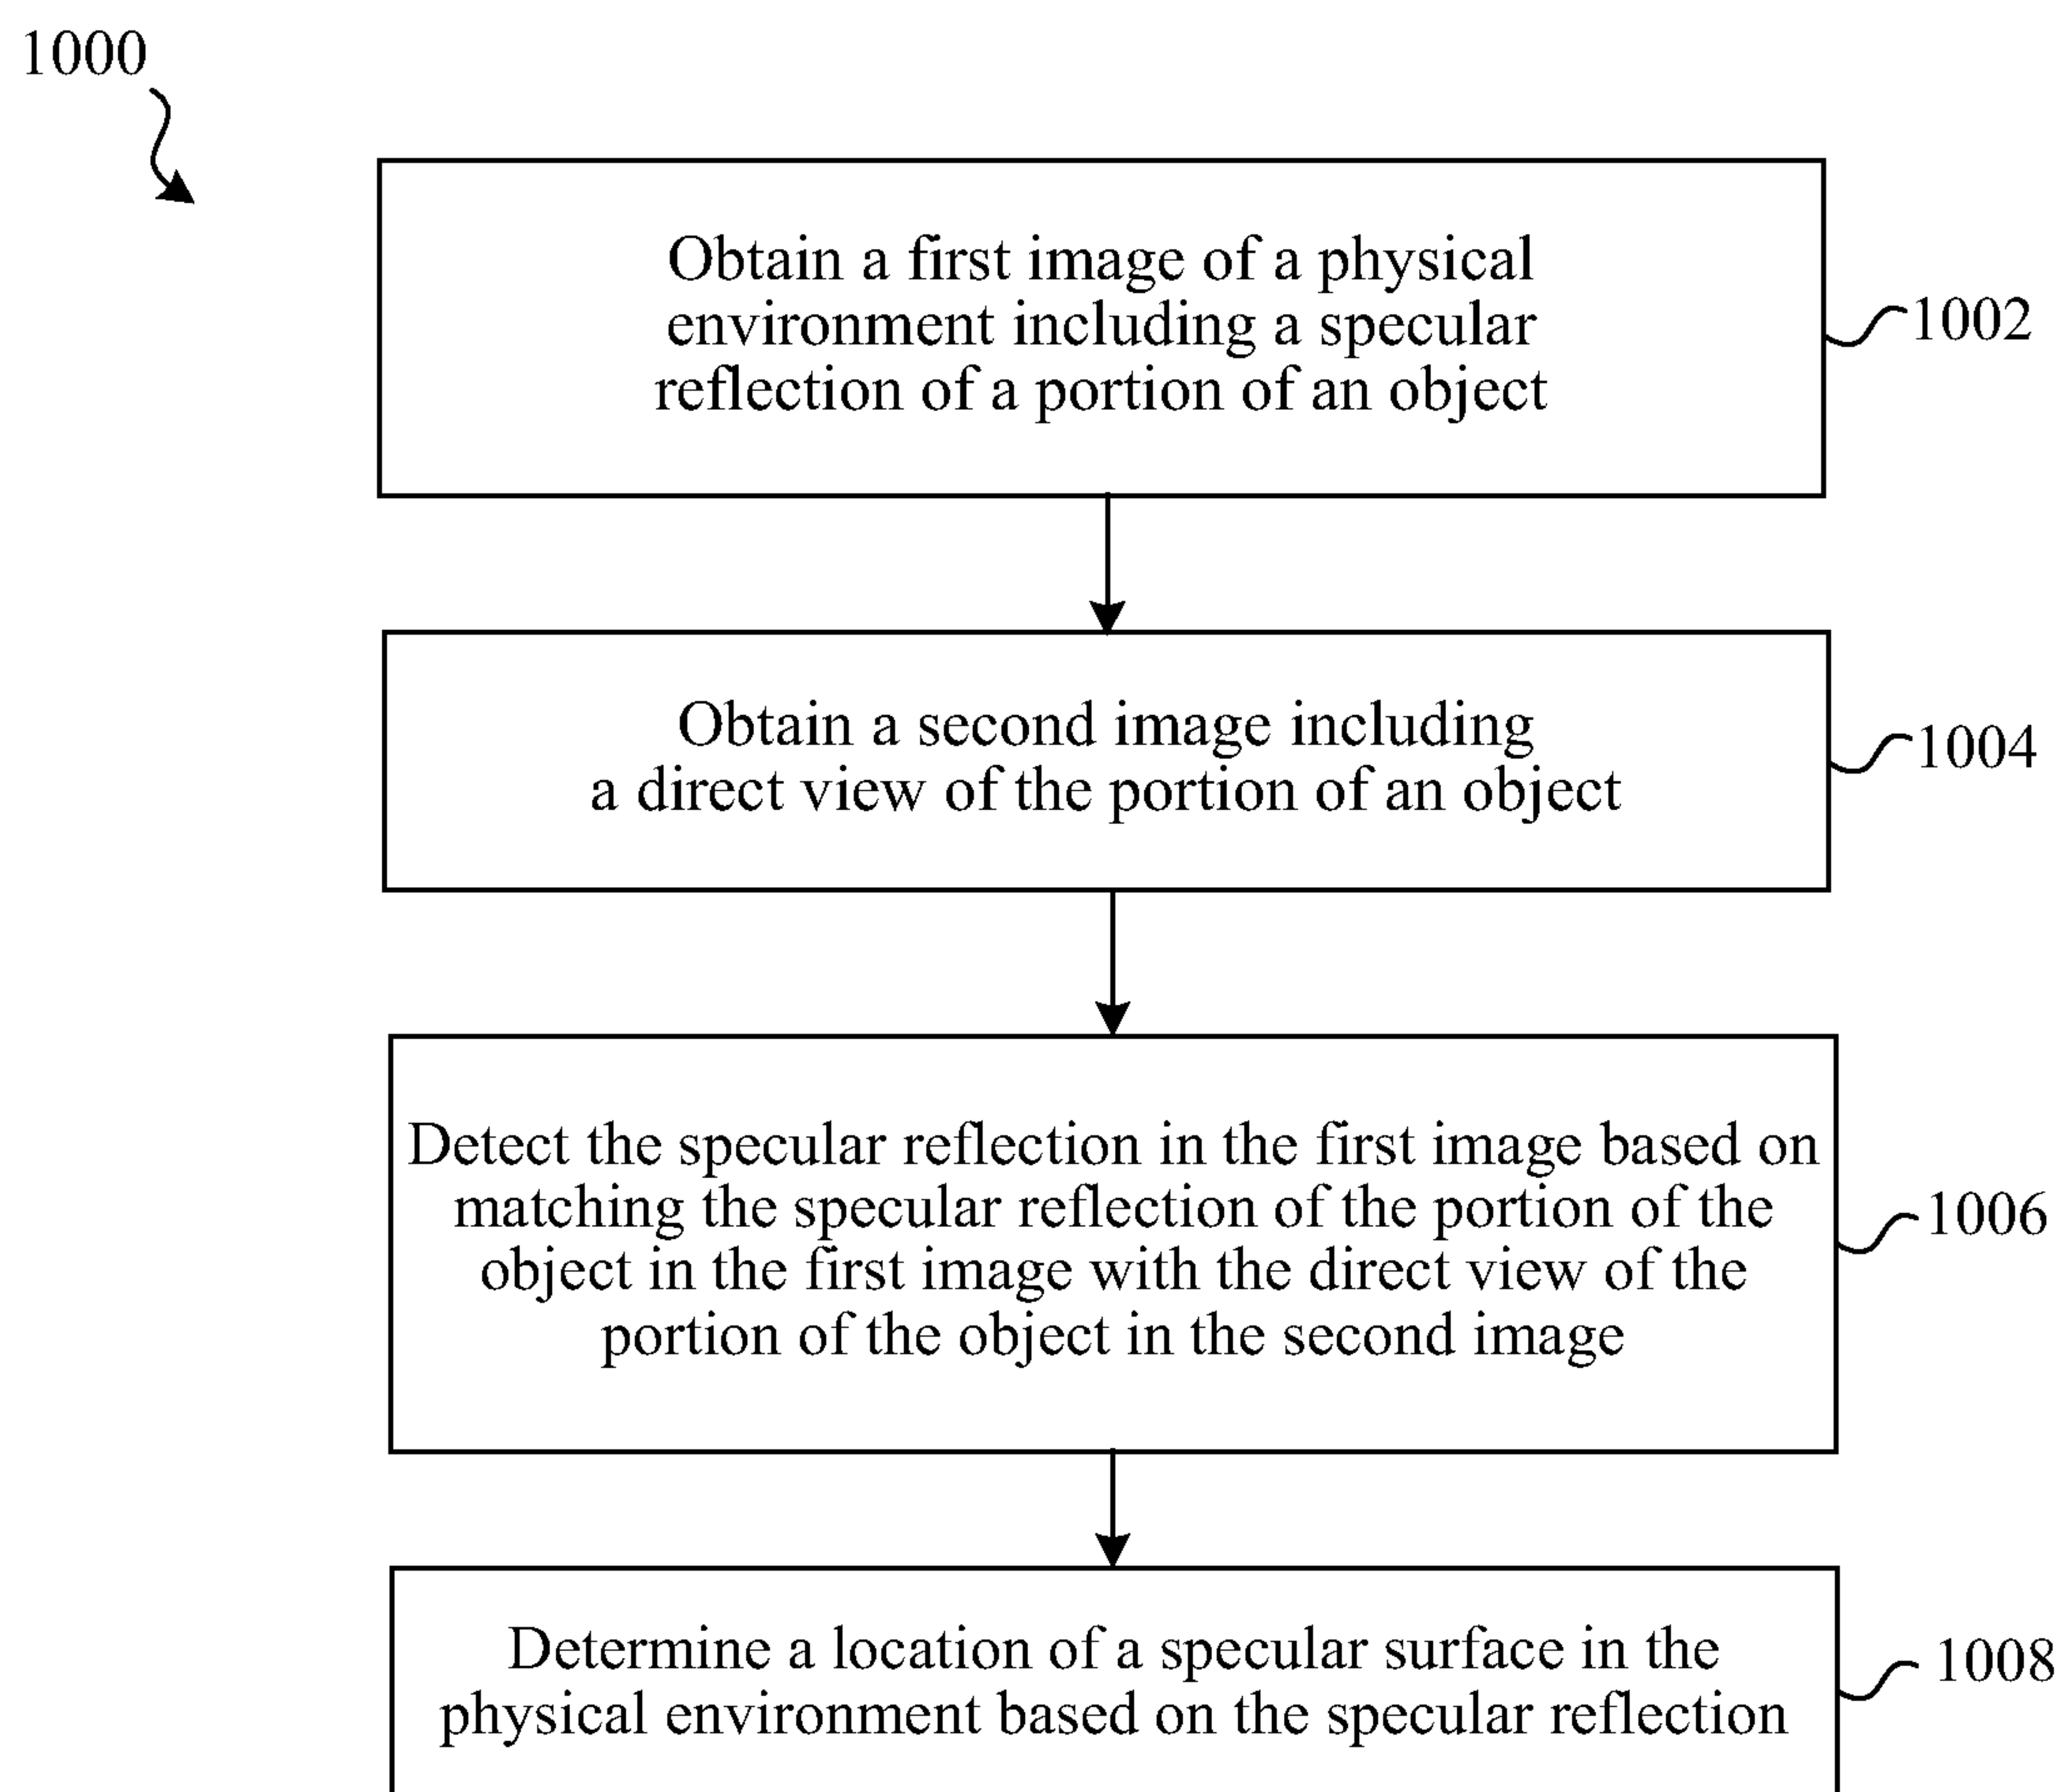 1000
Obtain a first image of a physical
environment including a specular
reflection of a portion of an object
1002
Obtain a second image including
a direct view of the portion of an object
1004
Detect the specular reflection in the first image based on
matching the specular reflection of the portion of the
object in the first image with the direct view of the
portion of the object in the second image
1006
Determine a location of a specular surface in the
physical environment based on the specular reflection
1008